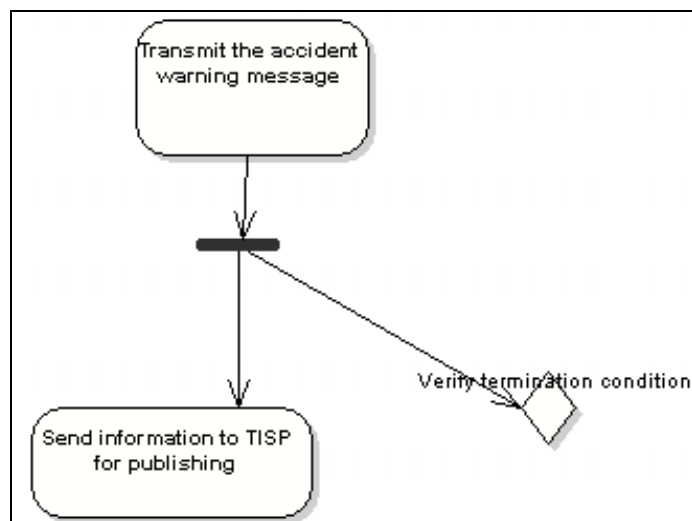 Transmit the accident
warning message
Verify termination condition
Send information to TISP
for publishing